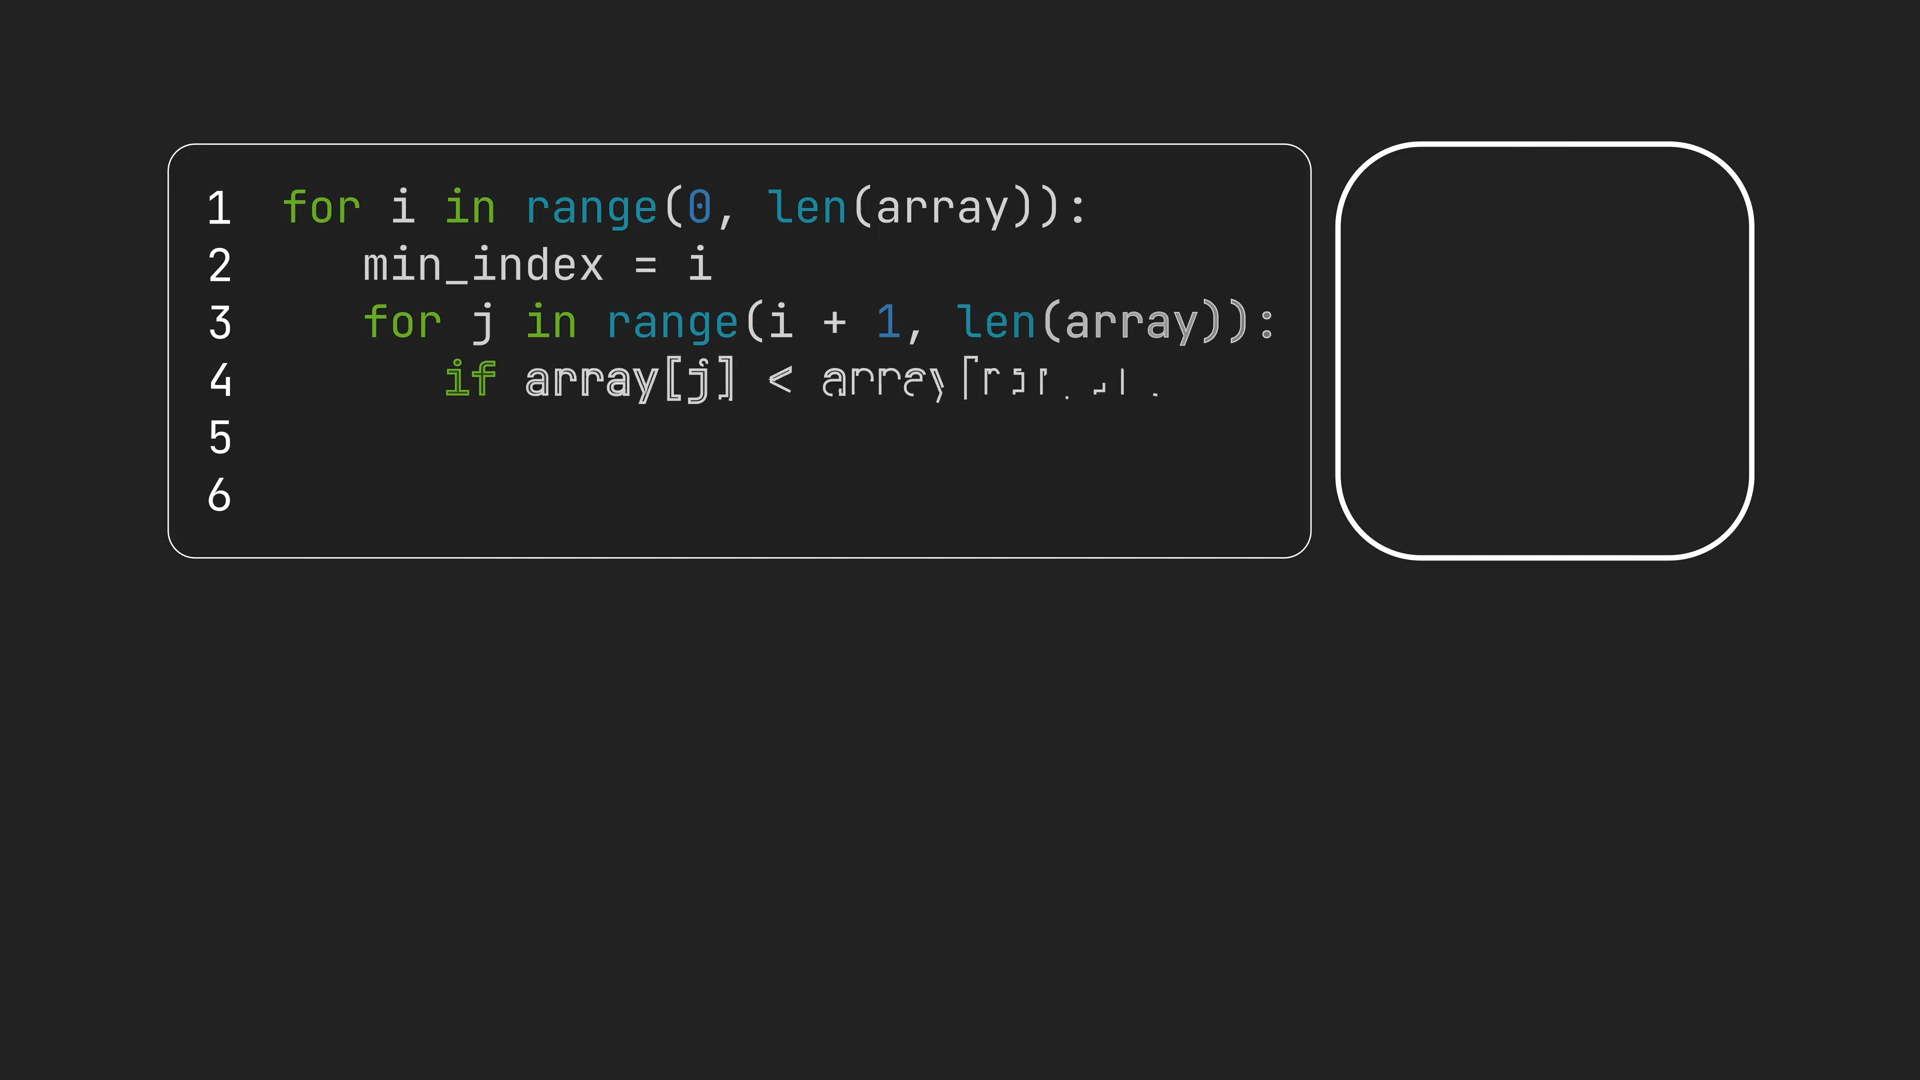 1 for i in range(0, len(array)):
2 min_index = i
3 for j in range(i + 1, len(array)):
4 if array[j] < array
5
6